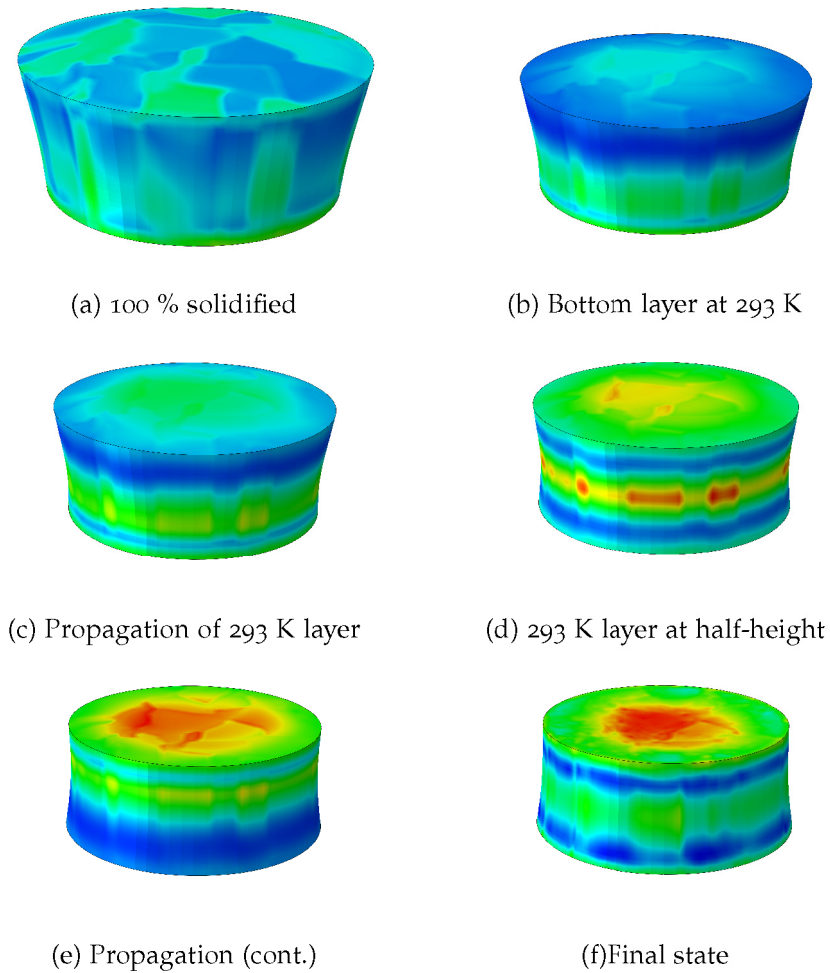 (a) 100 % solidified
(b) Bottom layer at 293 K
(c) Propagation of 293 K layer
(d) 293 K layer at half-height
(e) Propagation (cont.)
(f)Final state